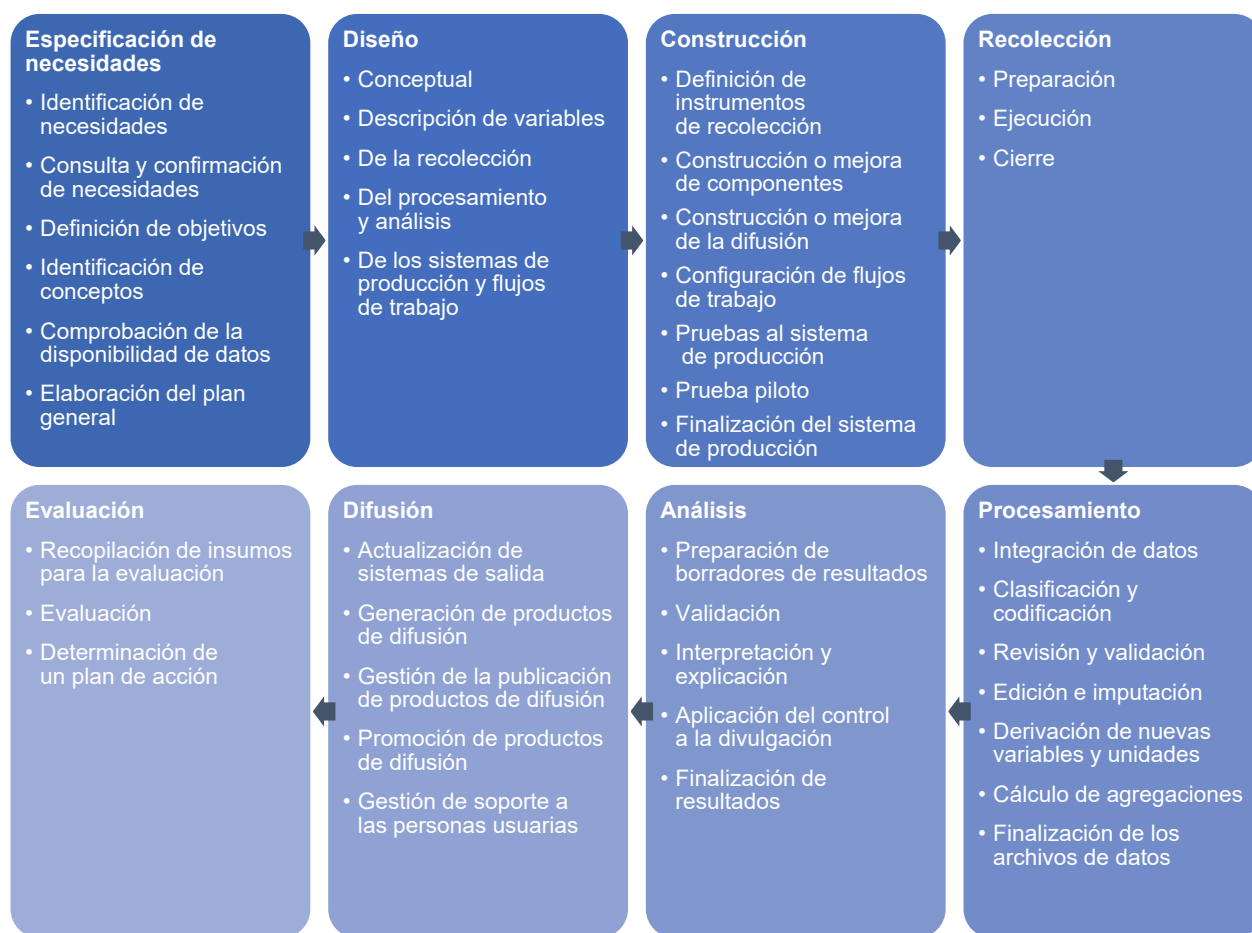 Especificación de
necesidades
• Identificación de
necesidades
• Consulta y confirmación
de necesidades
• Definición de objetivos
• Identificación de
conceptos
• Comprobación de la
disponibilidad de datos
• Elaboración del plan
general
Diseño
• Conceptual
• Descripción de variables
• De la recolección
• Del procesamiento
y análisis
• De los sistemas de
producción y flujos
de trabajo
Construcción
• Definición de
instrumentos
de recolección
• Construcción o mejora
de componentes
• Construcción o mejora
de la difusión
• Configuración de flujos
de trabajo
• Pruebas al sistema
de producción
• Prueba piloto
• Finalización del sistema
de producción
Recolección
• Preparación
• Ejecución
• Cierre
Procesamiento
• Integración de datos
• Clasificación y
codificación
• Revisión y validación
• Edición e imputación
• Derivación de nuevas
variables y unidades
• Cálculo de agregaciones
• Finalización de los
archivos de datos
Análisis
• Preparación de
borradores de resultados
• Validación
• Interpretación y
explicación
• Aplicación del control
a la divulgación
• Finalización de
resultados
Difusión
• Actualización de
sistemas de salida
• Generación de productos
de difusión
• Gestión de la publicación
de productos de difusión
• Promoción de productos
de difusión
• Gestión de soporte a
las personas usuarias
Evaluación
• Recopilación de insumos
para la evaluación
• Evaluación
• Determinación de
un plan de acción